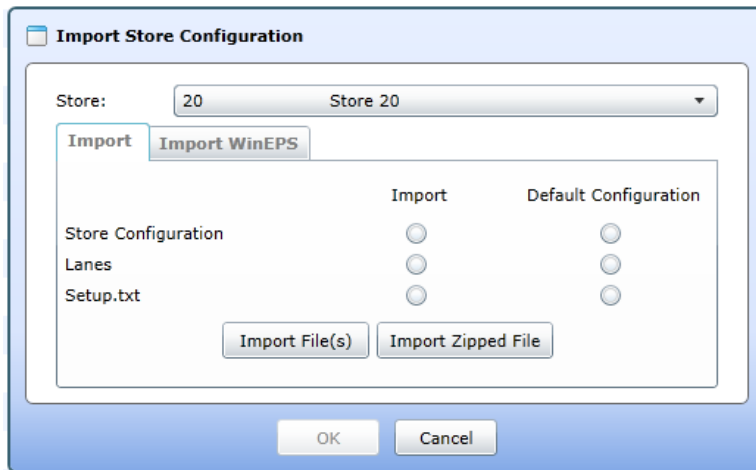 Import Store Configuration
Store: 20 Store 20
Import Import WinEPS
Import Default Configuration
Store Configuration
Lanes
Setup.txt
Import File(s) Import Zipped File
OK Cancel